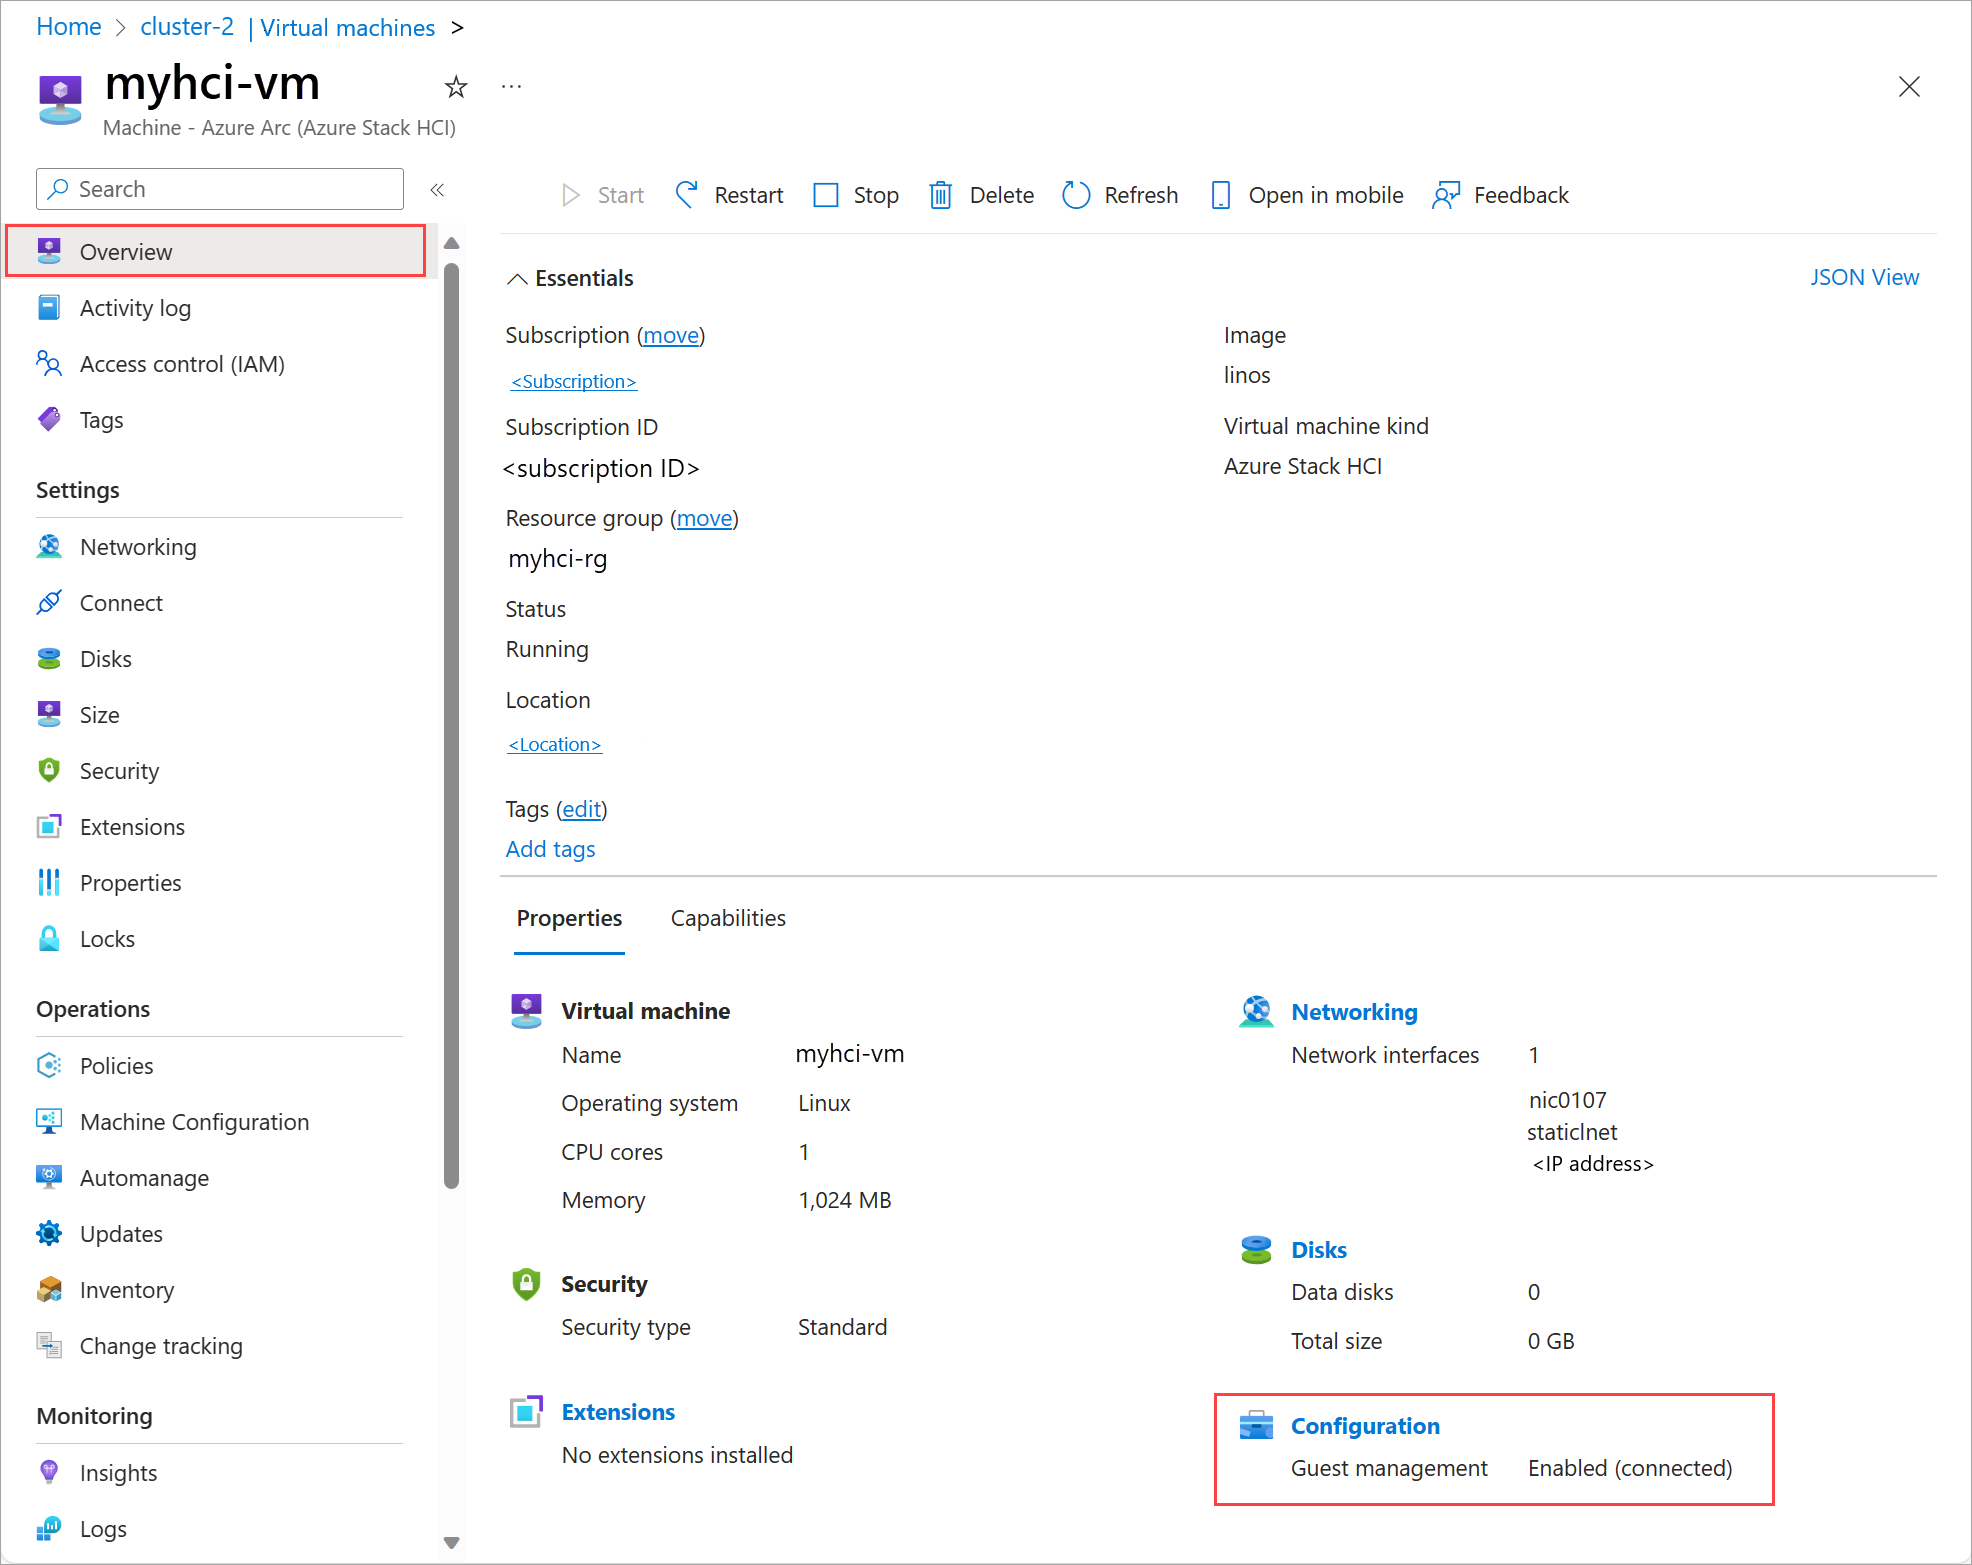 Home > cluster-2 | Virtual machines >
myhci-vm
Machine - Azure Arc (Azure Stack HCI)
Search
Start Restart Stop Delete Refresh Open in mobile Feedback
Overview
Activity log
Access control (IAM)
Tags
Settings
Networking
Connect
Disks
Size
Security
Extensions
Properties
Locks
Operations
Policies
Machine Configuration
Automanage
Updates
Inventory
Change tracking
Monitoring
Insights
Logs
Essentials
JSON View
Subscription (move)
<Subscription>
Subscription ID
<subscription ID>
Resource group (move)
myhci-rg
Status
Running
Location
<Location>
Tags (edit)
Add tags
Image
linos
Virtual machine kind
Azure Stack HCI
Properties Capabilities
Virtual machine
Name myhci-vm
Operating system Linux
CPU cores 1
Memory 1,024 MB
Security
Security type Standard
Extensions
No extensions installed
Networking
Network interfaces 1
nic0107
staticlnet
<IP address>
Disks
Data disks 0
Total size 0 GB
Configuration
Guest management Enabled (connected)